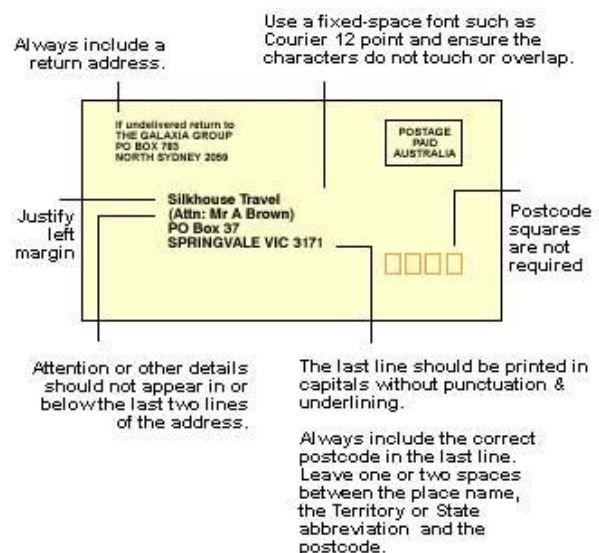 Always include a
return address.
Use a fixed-space font such as
Courier 12 point and ensure the
characters do not touch or overlap.
If undelivered return to
THE GALAXIA GROUP
PO BOX 783
NORTH SYDNEY 2059
POSTAGE
PAID
AUSTRALIA
Justify
left
margin
Silkhouse Travel
(Attn: Mr A Brown)
PO Box 37
SPRINGVALE VIC 3171
Postcode
squares
are not
required
Attention or other details
should not appear in or
below the last two lines
of the address.
The last line should be printed in
capitals without punctuation &
underlining.
Always include the correct
postcode in the last line.
Leave one or two spaces
between the place name,
the Territory or State
abbreviation and the
postcode.